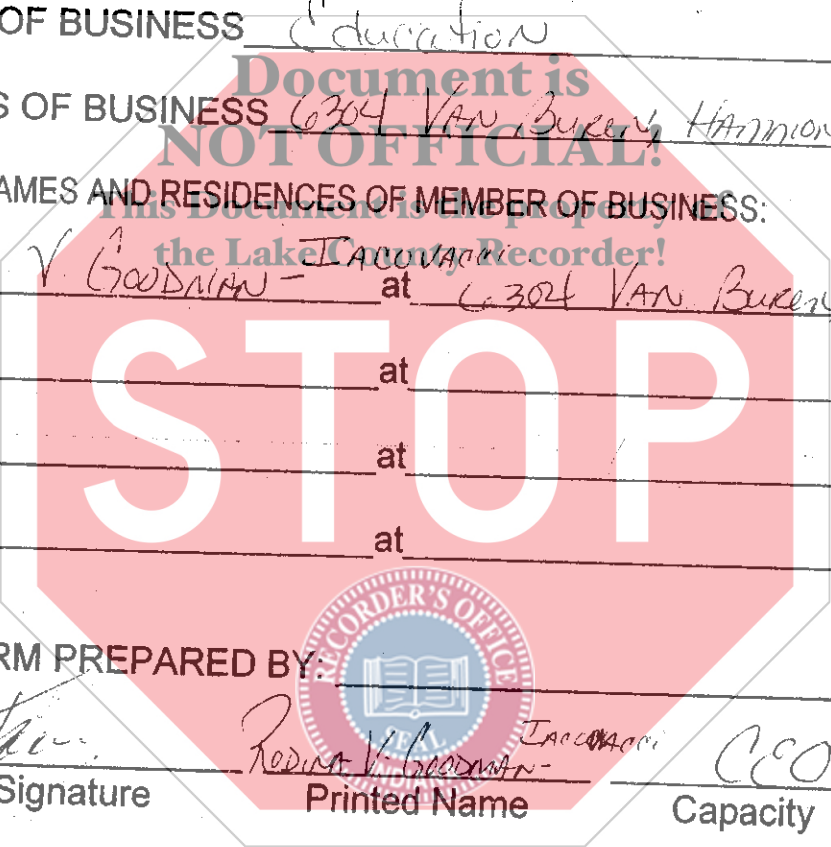 OF BUSINESS Education
Document is
S OF BUSINESS 6304 VAN BUREN, HAMMON
NOT OFFICIAL!
AMES AND RESIDENCES OF MEMBER OF BUSINESS:
This Document is the property of
the Lake County Recorder!
V. GOODMAN - IACOVACCI at 6304 VAN BUREN
STOP
at
at
at
RECORDER'S OFFICE
RM PREPARED BY:
SEAL
RODINA V. GOODMAN- IACOVACCI CEO
Signature Printed Name Capacity